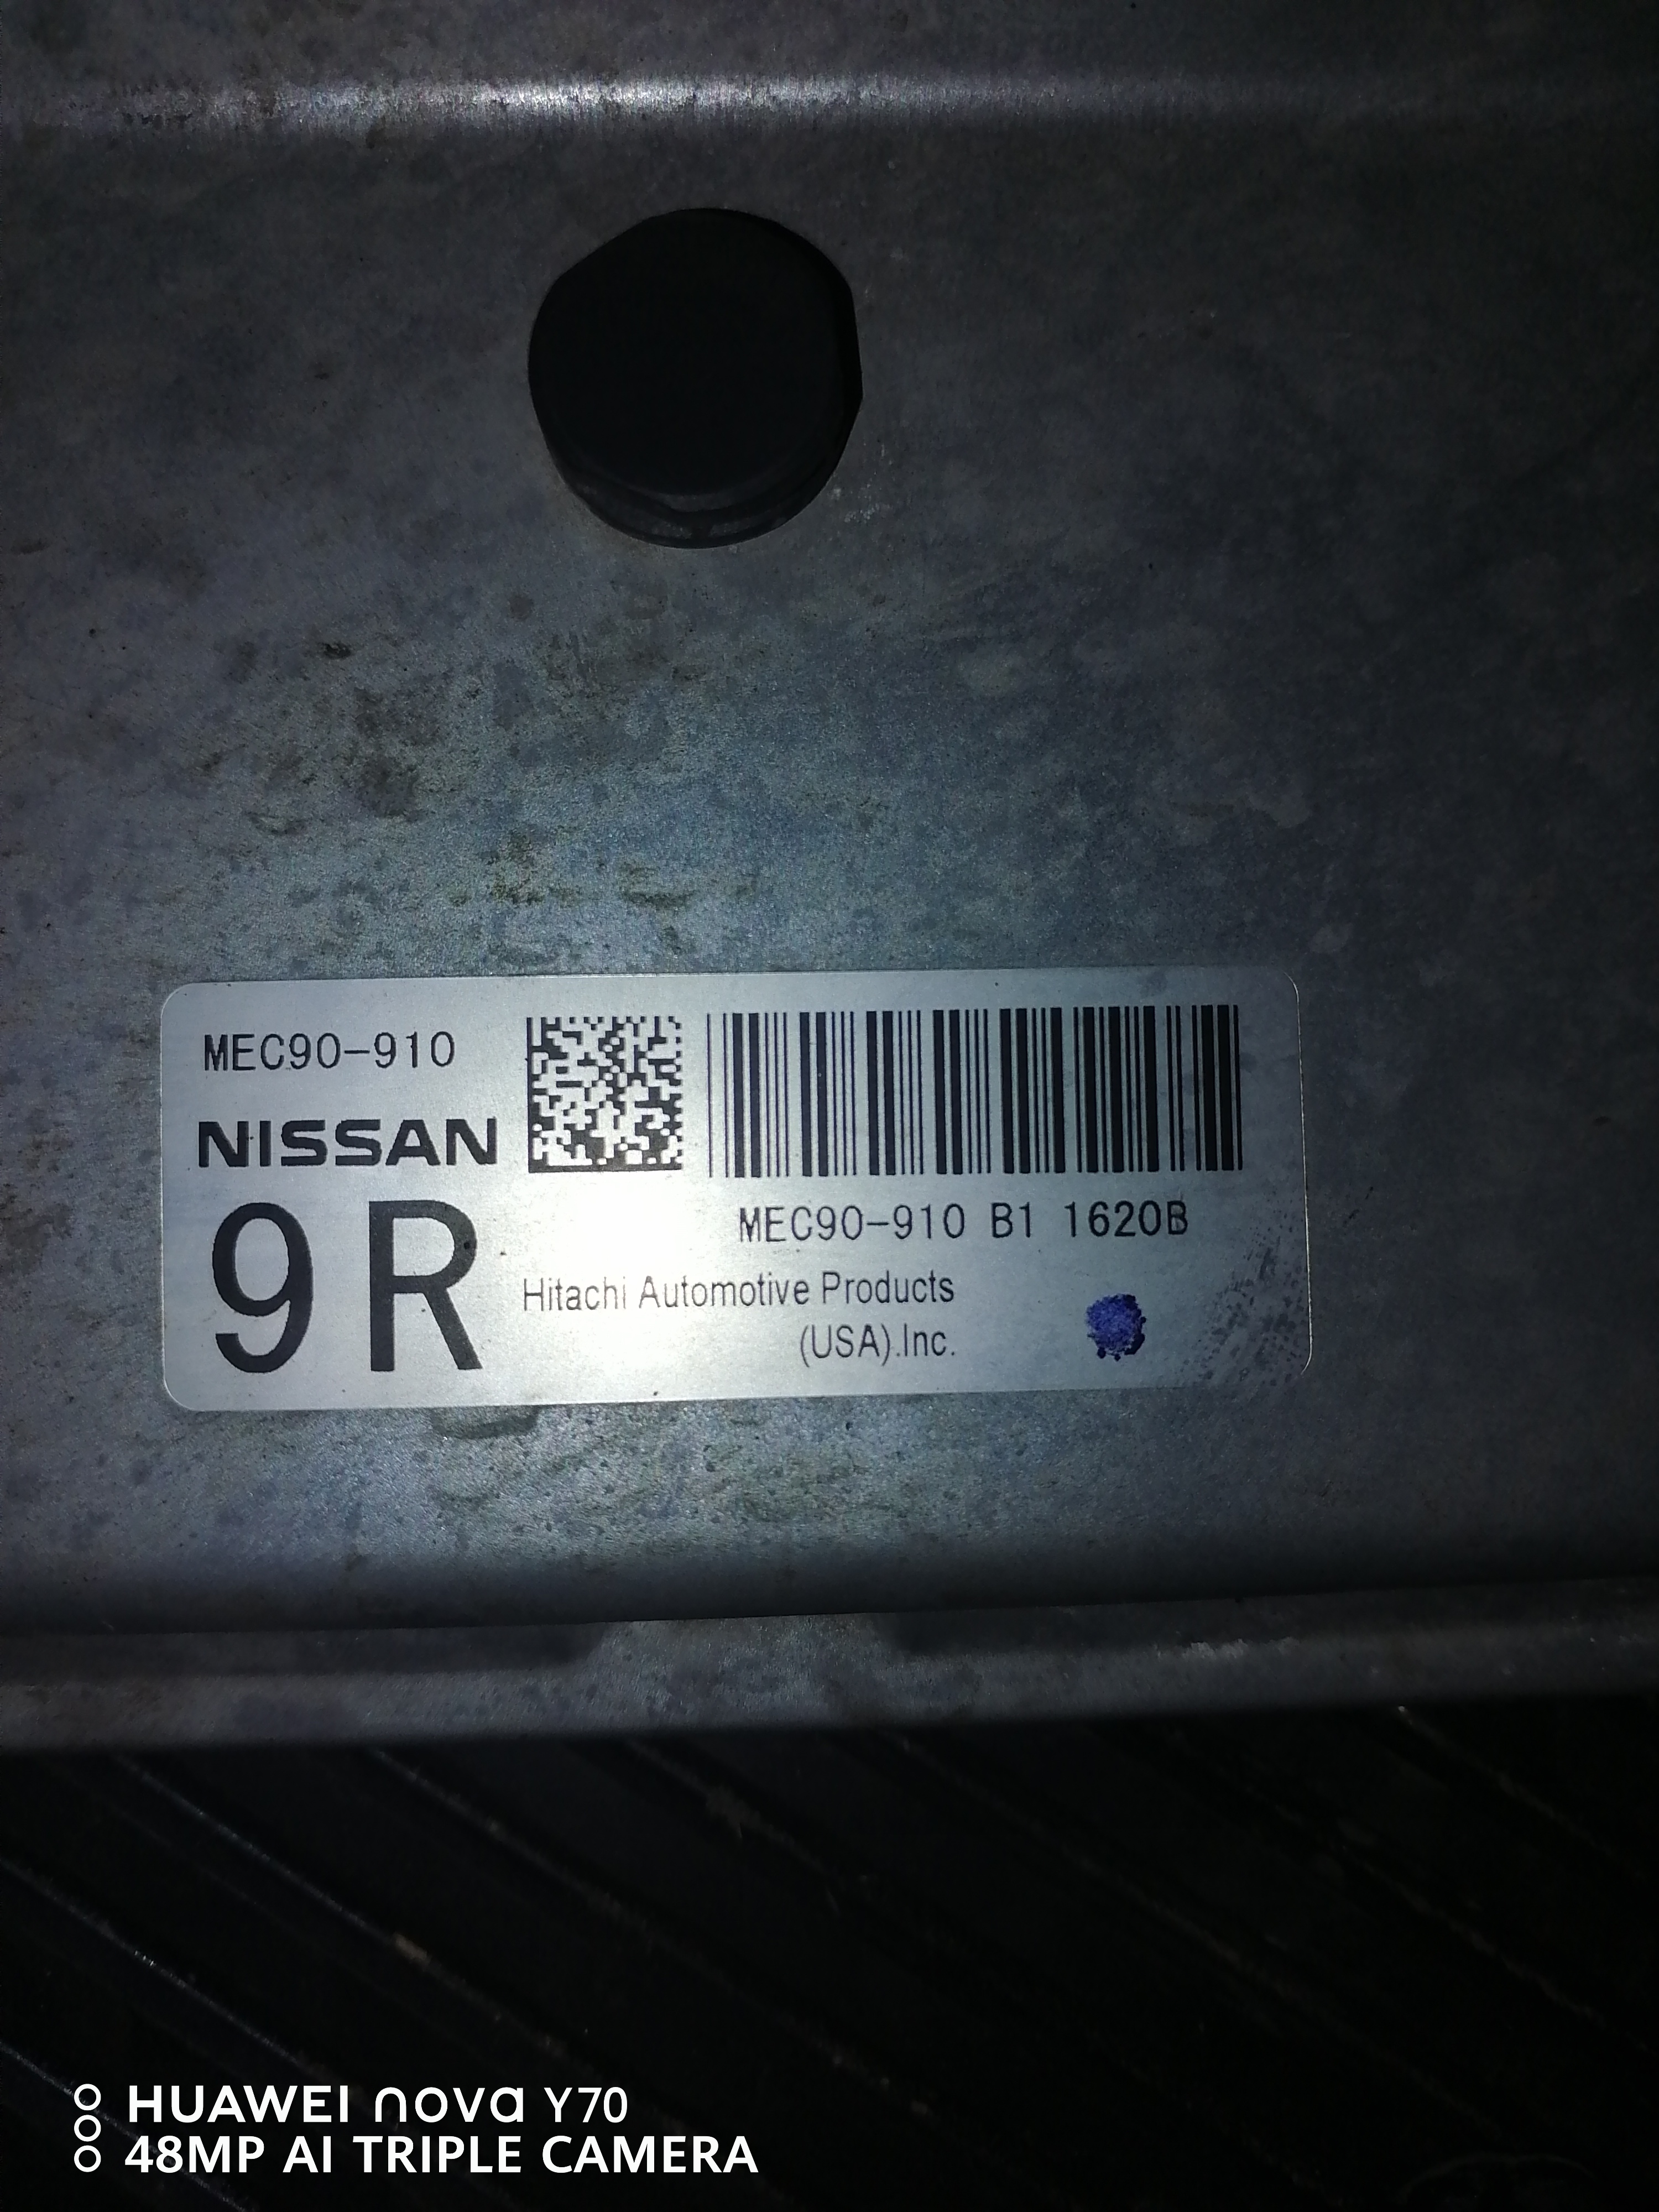 MEC90-910
NISSAN
9R
MEC90-910 B1 1620B
Hitachi Automotive Products
(USA).Inc.
HUAWEI nova Y70
48MP AI TRIPLE CAMERA